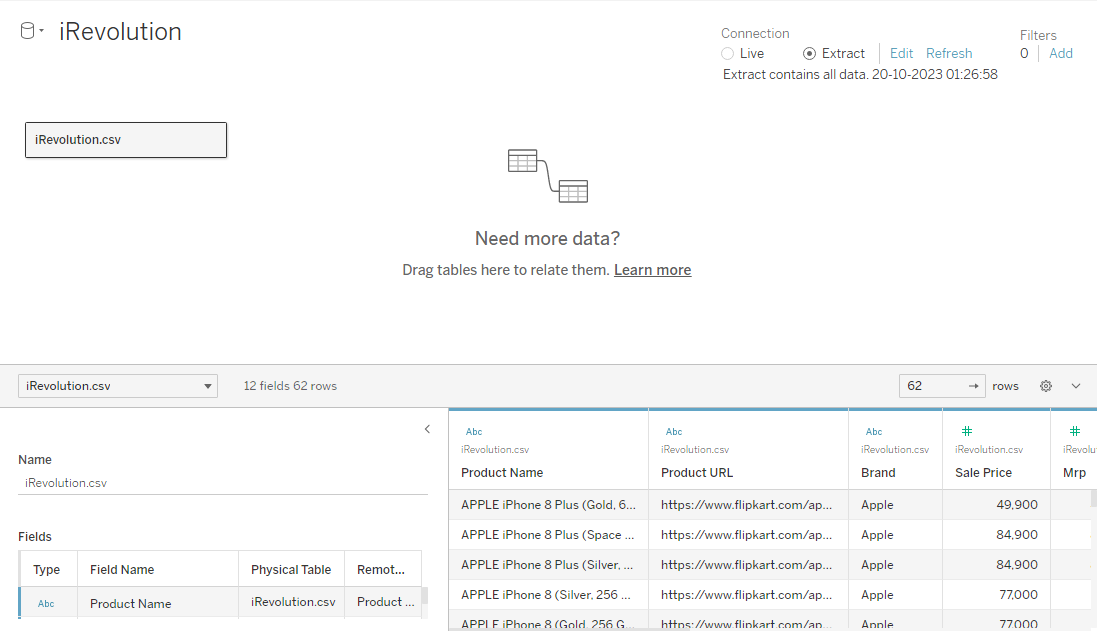 iRevolution
Connection
Filters
Live Extract Edit Refresh 0 Add
Extract contains all data. 20-10-2023 01:26:58
iRevolution.csv
Need more data?
Drag tables here to relate them. Learn more
iRevolution.csv 12 fields 62 rows 62 → rows
Name
iRevolution.csv
Fields
Type Field Name Physical Table Remot...
Abc Product Name iRevolution.csv Product ...
Abc Abc Abc # #
iRevolution.csv iRevolution.csv iRevolution.csv iRevolution.csv iRevolu
Product Name Product URL Brand Sale Price Mrp
APPLE iPhone 8 Plus (Gold, 6... https://www.flipkart.com/ap... Apple 49,900
APPLE iPhone 8 Plus (Space ... https://www.flipkart.com/ap... Apple 84,900
APPLE iPhone 8 Plus (Silver, ... https://www.flipkart.com/ap... Apple 84,900
APPLE iPhone 8 (Silver, 256 ... https://www.flipkart.com/ap... Apple 77,000
APPLE iPhone 8 (Gold, 256 G... https://www.flipkart.com/ap... Apple 77,000